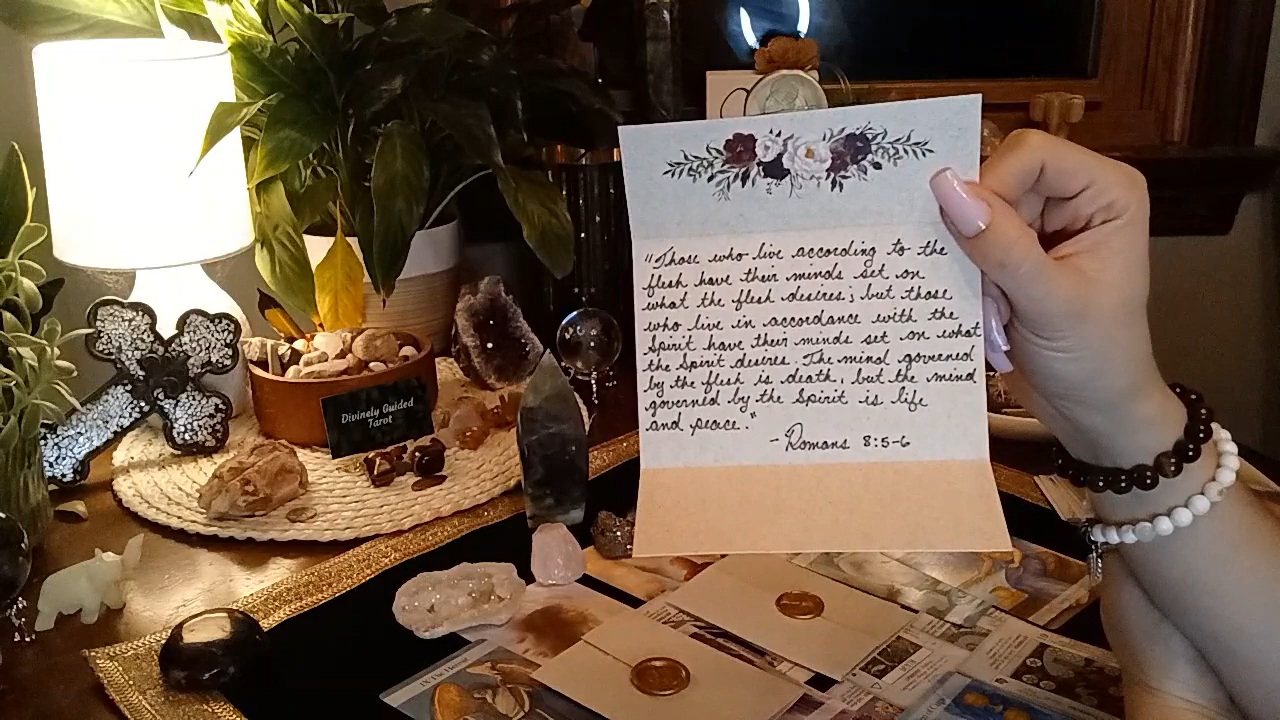 "Those who live according to the
flesh have their minds set on
what the flesh desires; but those
who live in accordance with the
Spirit have their minds set on what
the Spirit desires. The mind governed
by the flesh is death, but the mind
governed by the Spirit is life
and peace."
- Romans 8:5-6
Divinely Guided
Tarot
IX The Hermit